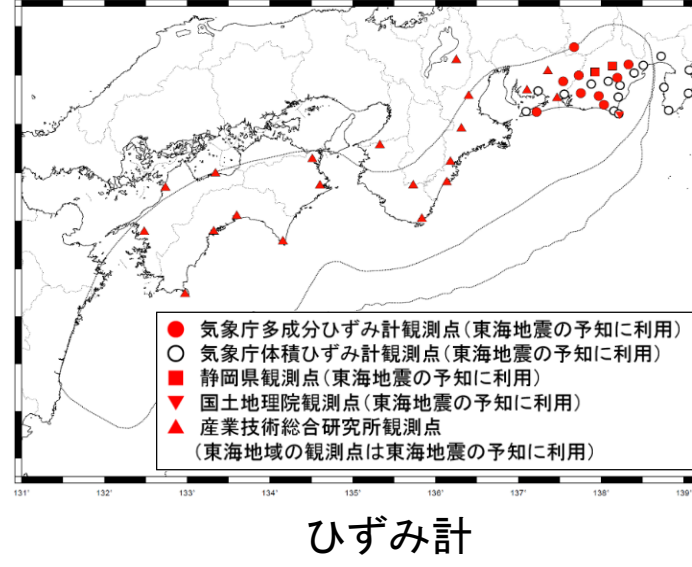 気象庁多成分ひずみ計観測点(東海地震の予知に利用)
気象庁体積ひずみ計観測点(東海地震の予知に利用)
静岡県観測点(東海地震の予知に利用)
国土地理院観測点(東海地震の予知に利用)
産業技術総合研究所観測点
(東海地域の観測点は東海地震の予知に利用)
131° 132° 133° 134° 135° 136° 137° 138° 139°
ひずみ計